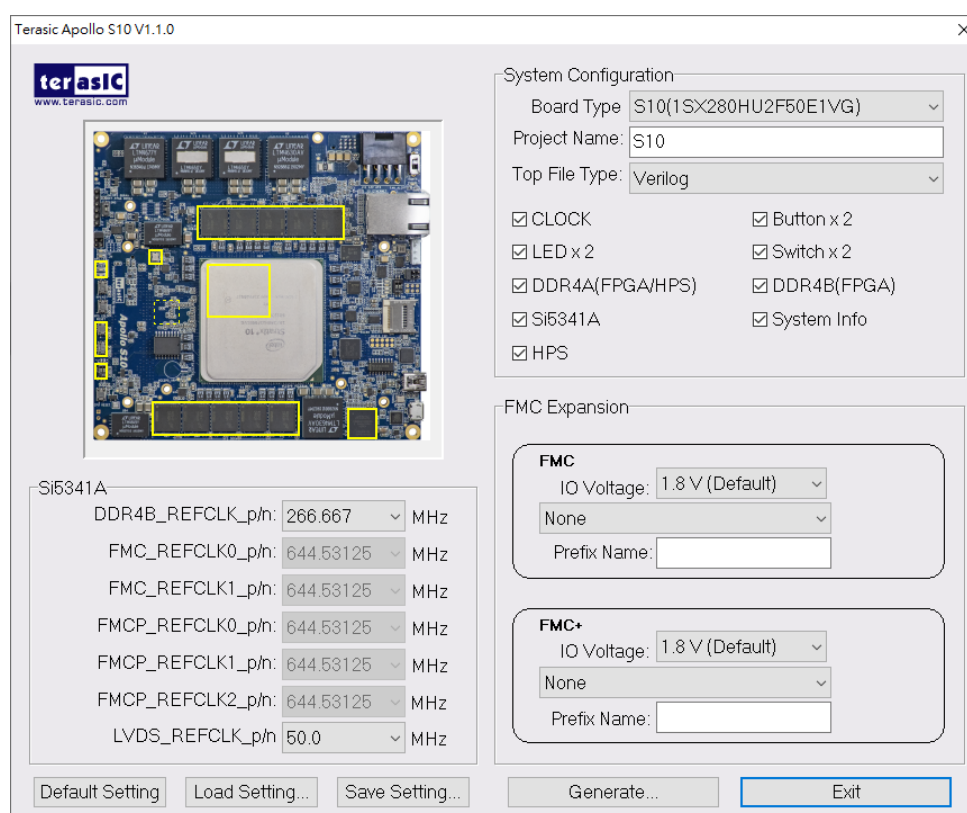 Terasic Apollo S10 V1.1.0
terasIC
www.terasic.com
Apollo S10
System Configuration
Board Type S10(1SX280HU2F50E1VG)
Project Name: S10
Top File Type: Verilog
CLOCK Button x 2
LED x 2 Switch x 2
DDR4A(FPGA/HPS) DDR4B(FPGA)
Si5341A System Info
HPS
FMC Expansion
FMC
IO Voltage: 1.8 V (Default)
None
Prefix Name:
FMC+
IO Voltage: 1.8 V (Default)
None
Prefix Name:
Si5341A
DDR4B_REFCLK_p/n: 266.667 MHz
FMC_REFCLK0_p/n: 644.53125 MHz
FMC_REFCLK1_p/n: 644.53125 MHz
FMCP_REFCLK0_p/n: 644.53125 MHz
FMCP_REFCLK1_p/n: 644.53125 MHz
FMCP_REFCLK2_p/n: 644.53125 MHz
LVDS_REFCLK_p/n 50.0 MHz
Default Setting Load Setting... Save Setting... Generate... Exit